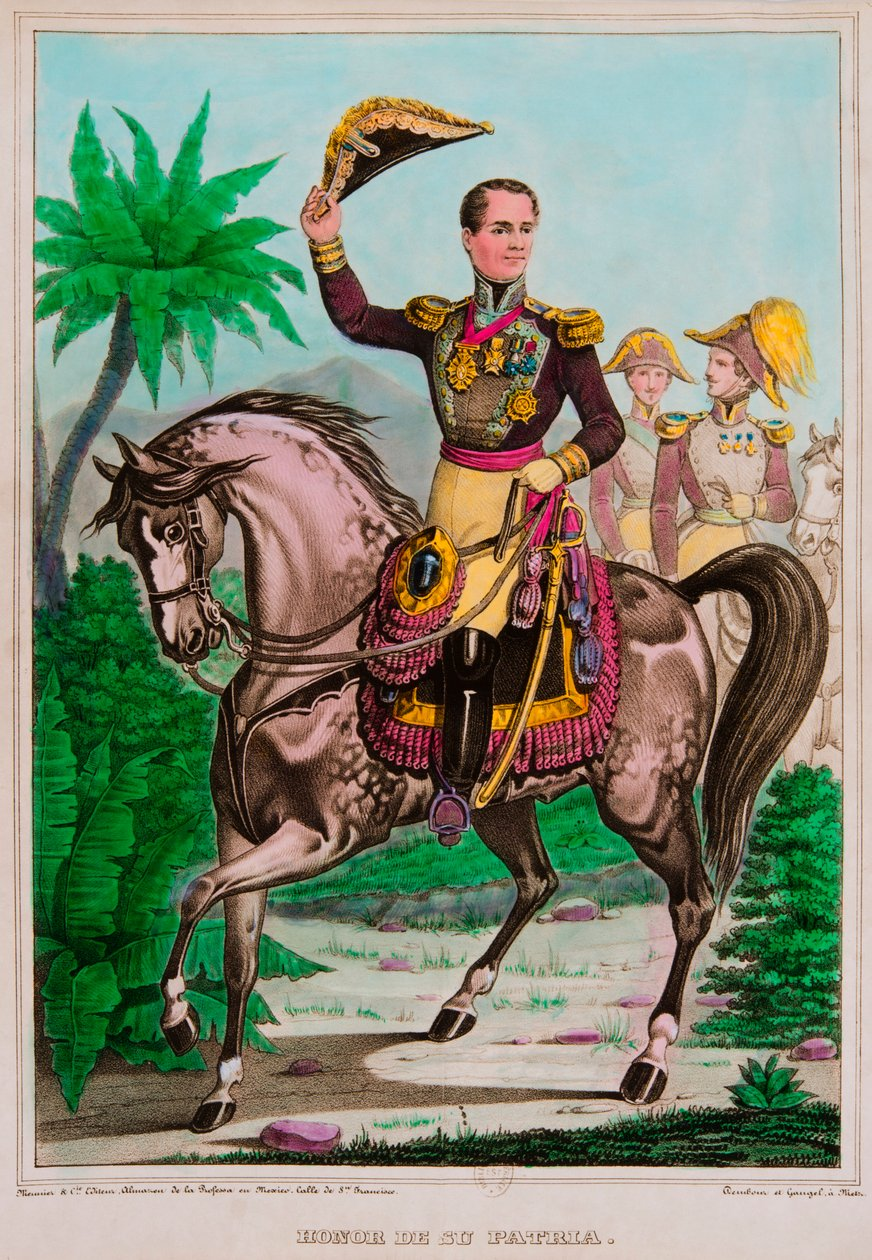 Meunier & Cie. Editeur, Almazen de la Profesa en Mexico. Calle de Sn. Francisco.
Dembour et Gangel, à Metz.
HONOR DE SU PATRIA.